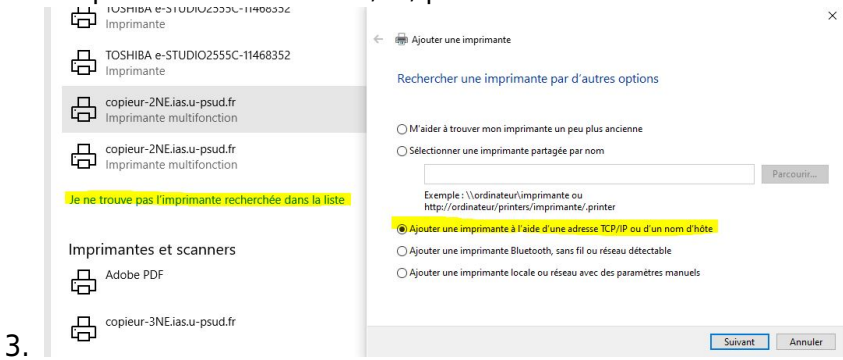 TOSHIBA e-STUDIO2555C-11468352
Imprimante
TOSHIBA e-STUDIO2555C-11468352
Imprimante
copieur-2NE.ias.u-psud.fr
Imprimante multifonction
copieur-2NE.ias.u-psud.fr
Imprimante multifonction
Je ne trouve pas l'imprimante recherchée dans la liste
Imprimantes et scanners
Adobe PDF
copieur-3NE.ias.u-psud.fr
Ajouter une imprimante
Rechercher une imprimante par d'autres options
M'aider à trouver mon imprimante un peu plus ancienne
Sélectionner une imprimante partagée par nom
Parcourir...
Exemple : \\ordinateur\imprimante ou
http://ordinateur/printers/imprimante/.printer
Ajouter une imprimante à l'aide d'une adresse TCP/IP ou d'un nom d'hôte
Ajouter une imprimante Bluetooth, sans fil ou réseau détectable
Ajouter une imprimante locale ou réseau avec des paramètres manuels
Suivant
Annuler
3.